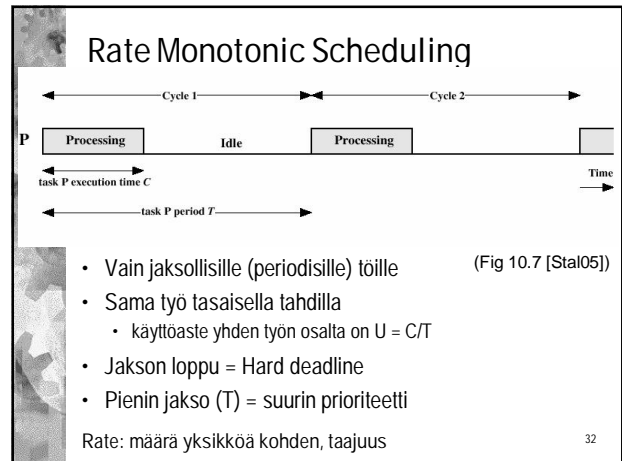 Rate Monotonic Scheduling
Cycle 1 Cycle 2
P Processing Idle Processing
task P execution time C Time
task P period T
• Vain jaksollisille (periodisille) töille (Fig 10.7 [Stal05])
• Sama työ tasaisella tahdilla
• käyttöaste yhden työn osalta on U = C/T
• Jakson loppu = Hard deadline
• Pienin jakso (T) = suurin prioriteetti
Rate: määrä yksikköä kohden, taajuus 32